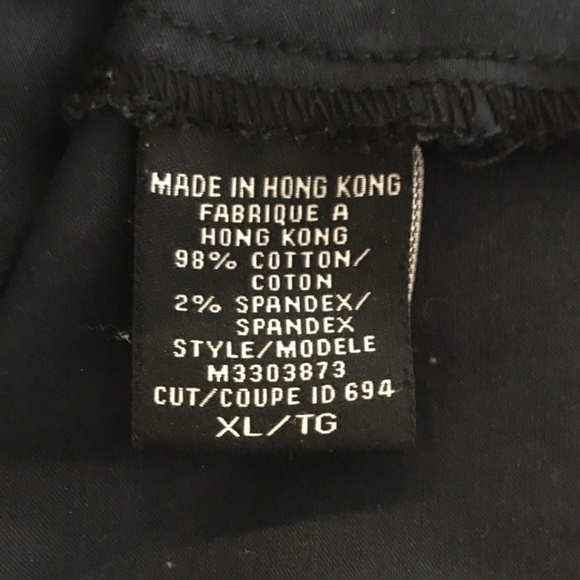 MADE IN HONG KONG
FABRIQUE A
HONG KONG
98% COTTON/
COTON
2% SPANDEX/
SPANDEX
STYLE/MODELE
M3303873
CUT/COUPE ID 694
XL/TG